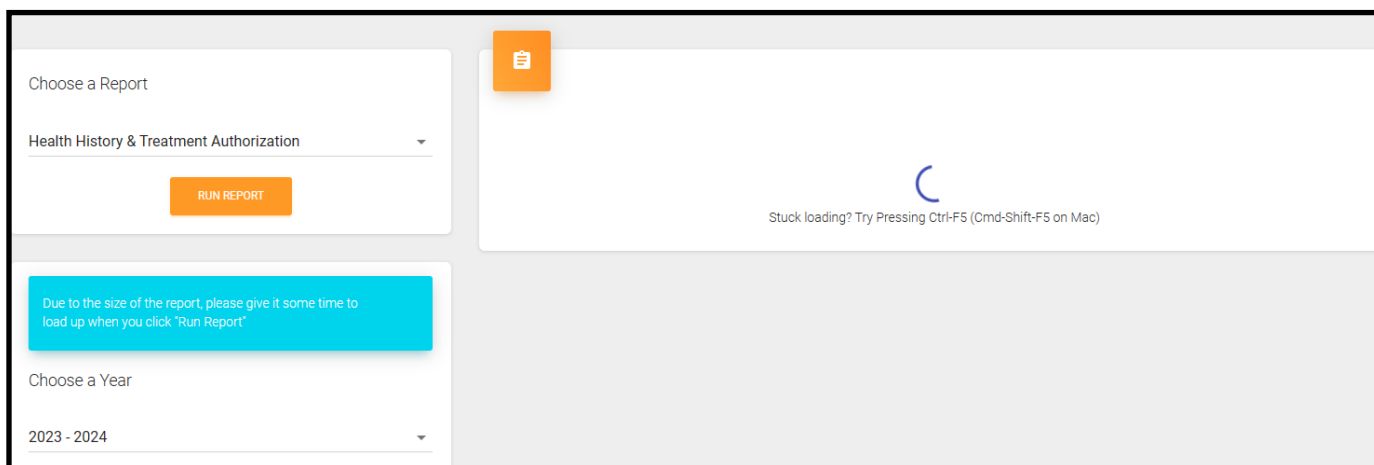 Choose a Report
Health History & Treatment Authorization
RUN REPORT
Stuck loading? Try Pressing Ctrl-F5 (Cmd-Shift-F5 on Mac)
Due to the size of the report, please give it some time to
load up when you click "Run Report"
Choose a Year
2023 - 2024